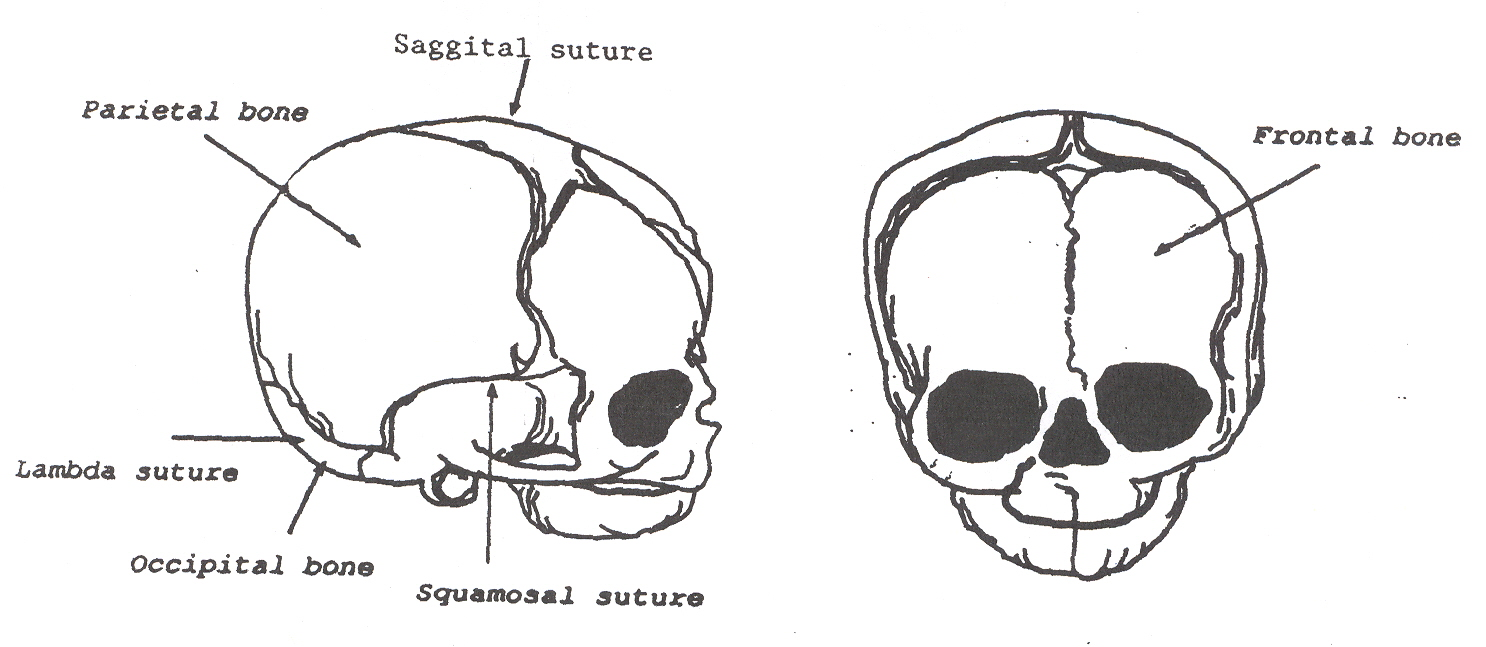 Saggital suture
Parietal bone
Frontal bone
Lambda suture
Occipital bone
Squamosal suture